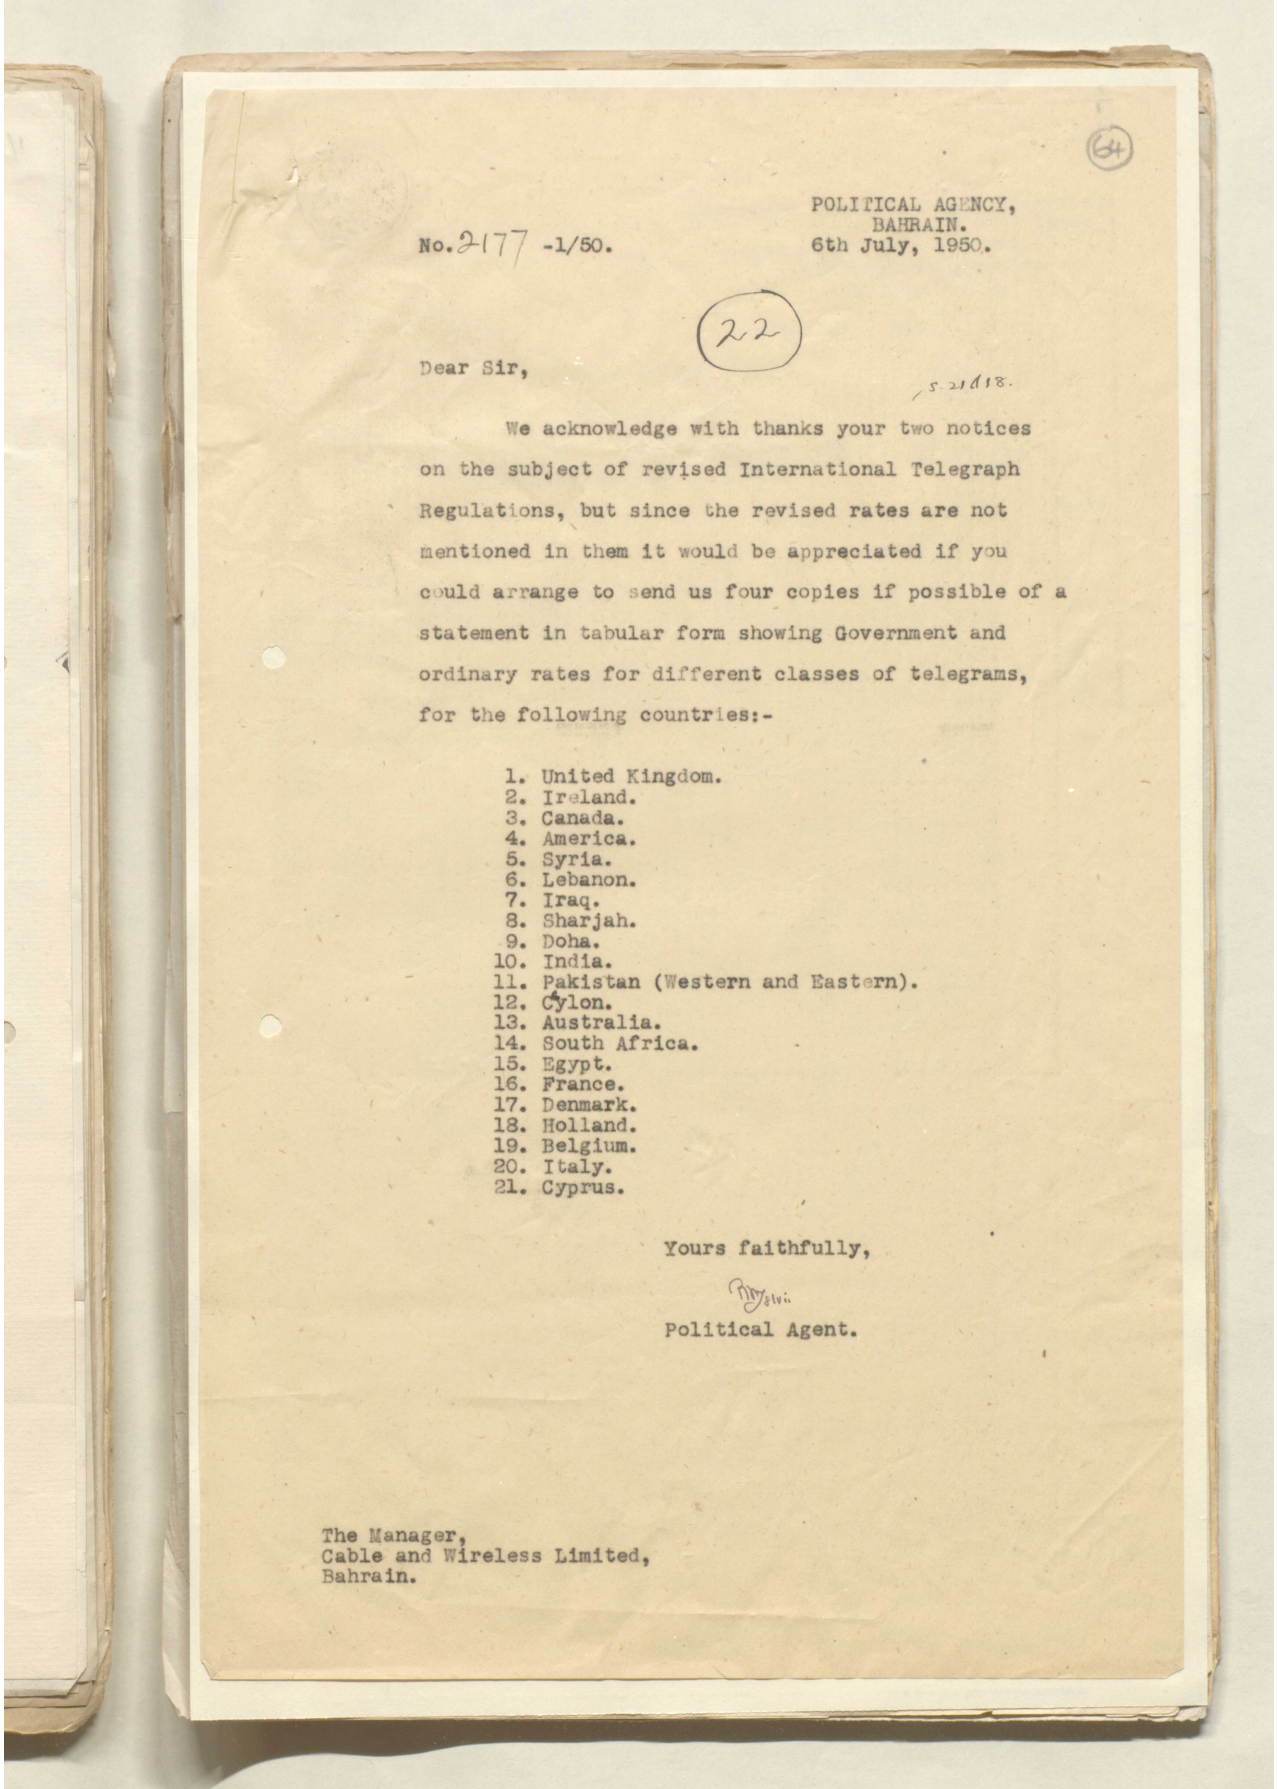 64
POLITICAL AGENCY,
BAHRAIN.
No. 2177 -1/50.
6th July, 1950.
22
Dear Sir,
We acknowledge with thanks your two notices
on the subject of revised International Telegraph
Regulations, but since the revised rates are not
mentioned in them it would be appreciated if you
could arrange to send us four copies if possible of a
statement in tabular form showing Government and
ordinary rates for different classes of telegrams,
for the following countries:-
1. United Kingdom.
2. Ireland.
3. Canada.
4. America.
5. Syria.
6. Lebanon.
7. Iraq.
8. Sharjah.
9. Doha.
10. India.
11. Pakistan (Western and Eastern).
12. Cylon.
13. Australia.
14. South Africa.
15. Egypt.
16. France.
17. Denmark.
18. Holland.
19. Belgium.
20. Italy.
21. Cyprus.
Yours faithfully,
Political Agent.
The Manager,
Cable and Wireless Limited,
Bahrain.